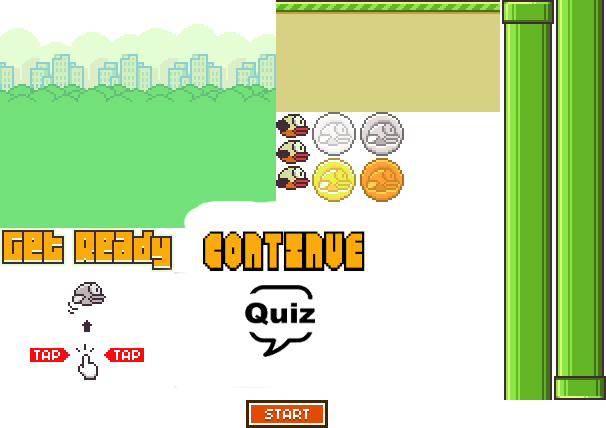 Get Ready
CONTINUE
Quiz
TAP TAP
START